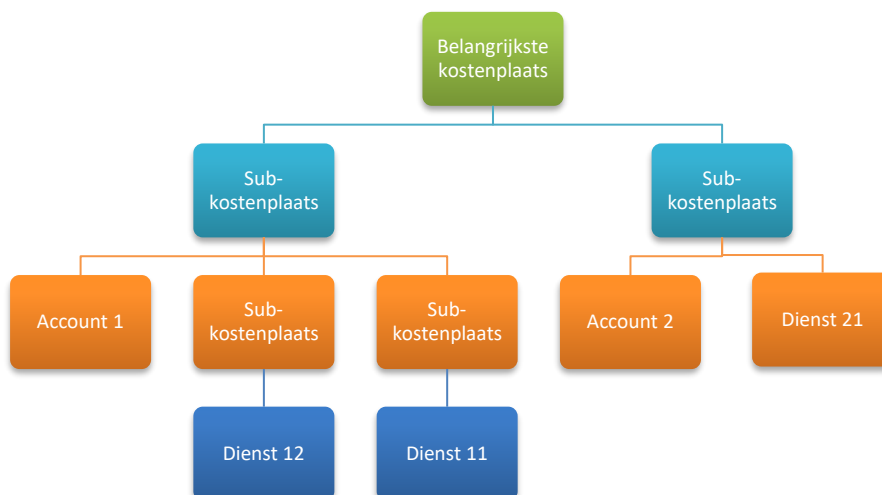 Belangrijkste
kostenplaats
Sub-
kostenplaats
Sub-
kostenplaats
Account 1
Sub-
kostenplaats
Sub-
kostenplaats
Account 2
Dienst 21
Dienst 12
Dienst 11